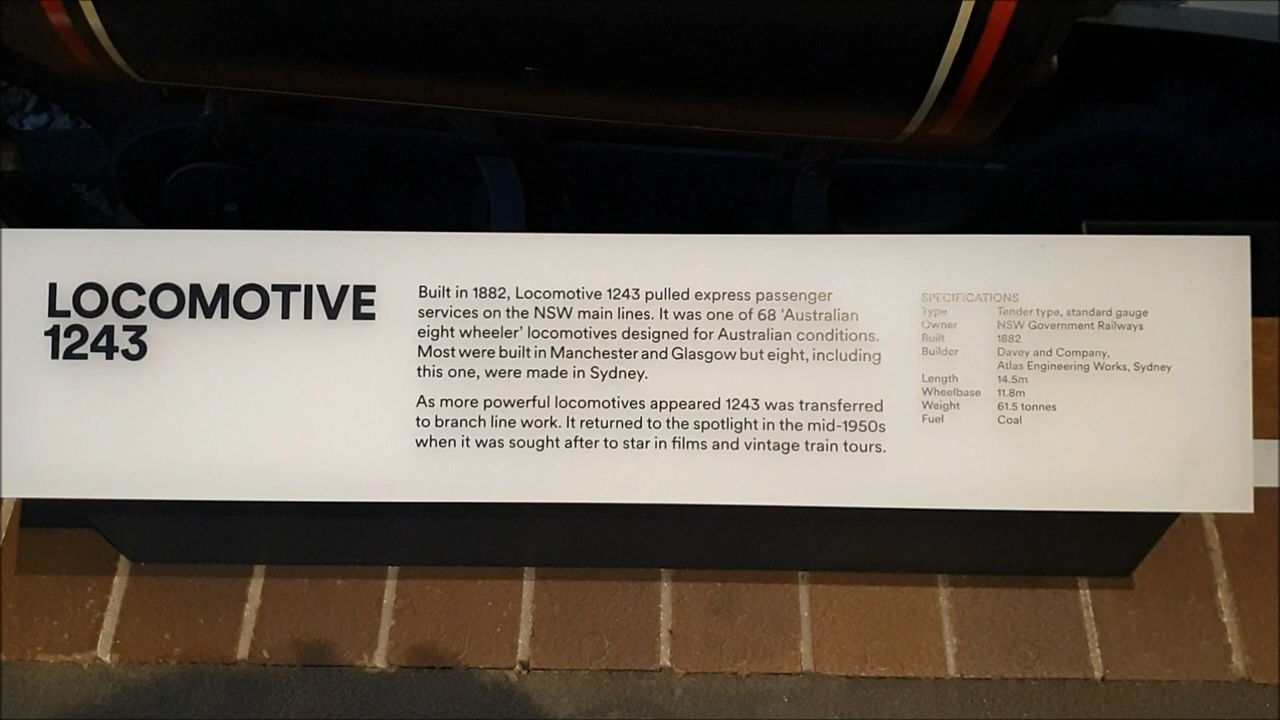 LOCOMOTIVE
1243
Built in 1882, Locomotive 1243 pulled express passenger
services on the NSW main lines. It was one of 68 'Australian
eight wheeler' locomotives designed for Australian conditions.
Most were built in Manchester and Glasgow but eight, including
this one, were made in Sydney.
As more powerful locomotives appeared 1243 was transferred
to branch line work. It returned to the spotlight in the mid-1950s
when it was sought after to star in films and vintage train tours.
SPECIFICATIONS
Type Tender type, standard gauge
Owner NSW Government Railways
Built 1882
Builder Davoy and Company,
Atlas Engineering Works, Sydney
Length 14.5m
Wheelbase 11.8m
Weight 61.5 tonnes
Fuel Coal